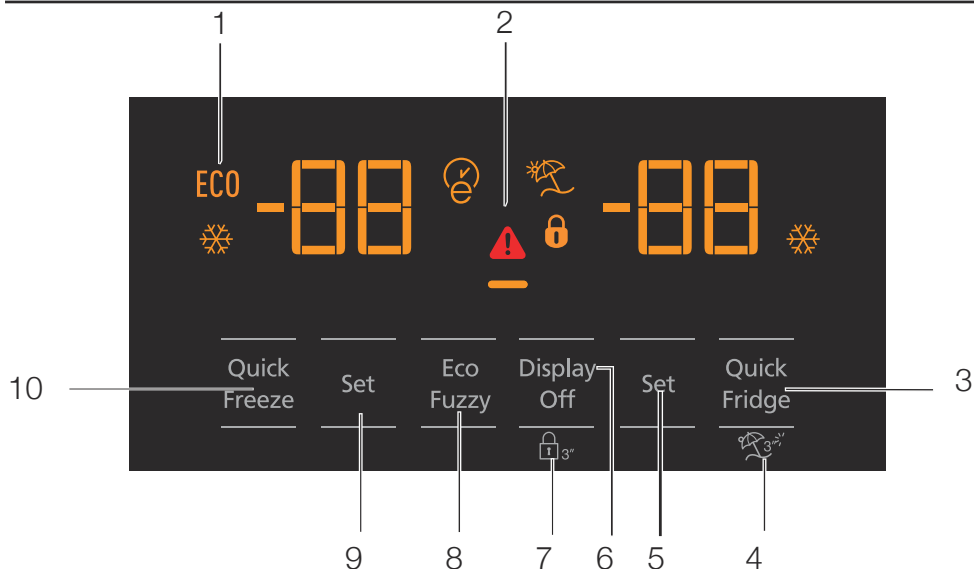 1 2
ECO -88 -88
Quick Freeze Set Eco Fuzzy Display Off Set Quick Fridge
3" 3"
10 3
9 8 7 6 5 4